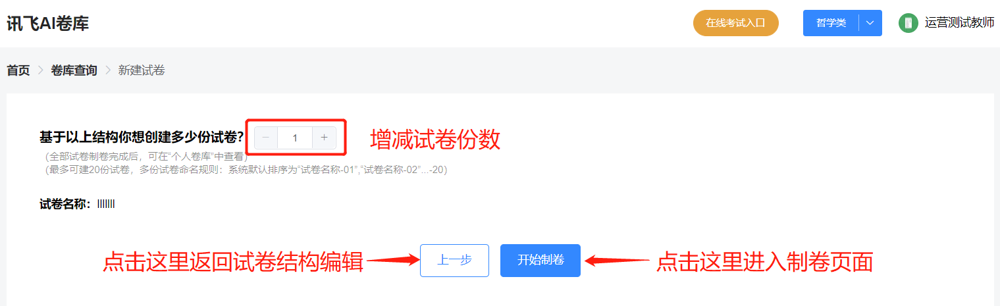 讯飞AI卷库
在线考试入口
哲学类
运营测试教师
首页 > 卷库查询 > 新建试卷
基于以上结构你想创建多少份试卷? － 1 + 增减试卷份数
（全部试卷制卷完成后，可在“个人卷库”中查看）
（最多可建20份试卷，多份试卷命名规则：系统默认排序为“试卷名称-01”,“试卷名称-02”...-20）
试卷名称：lllllll
点击这里返回试卷结构编辑 上一步 开始制卷 点击这里进入制卷页面